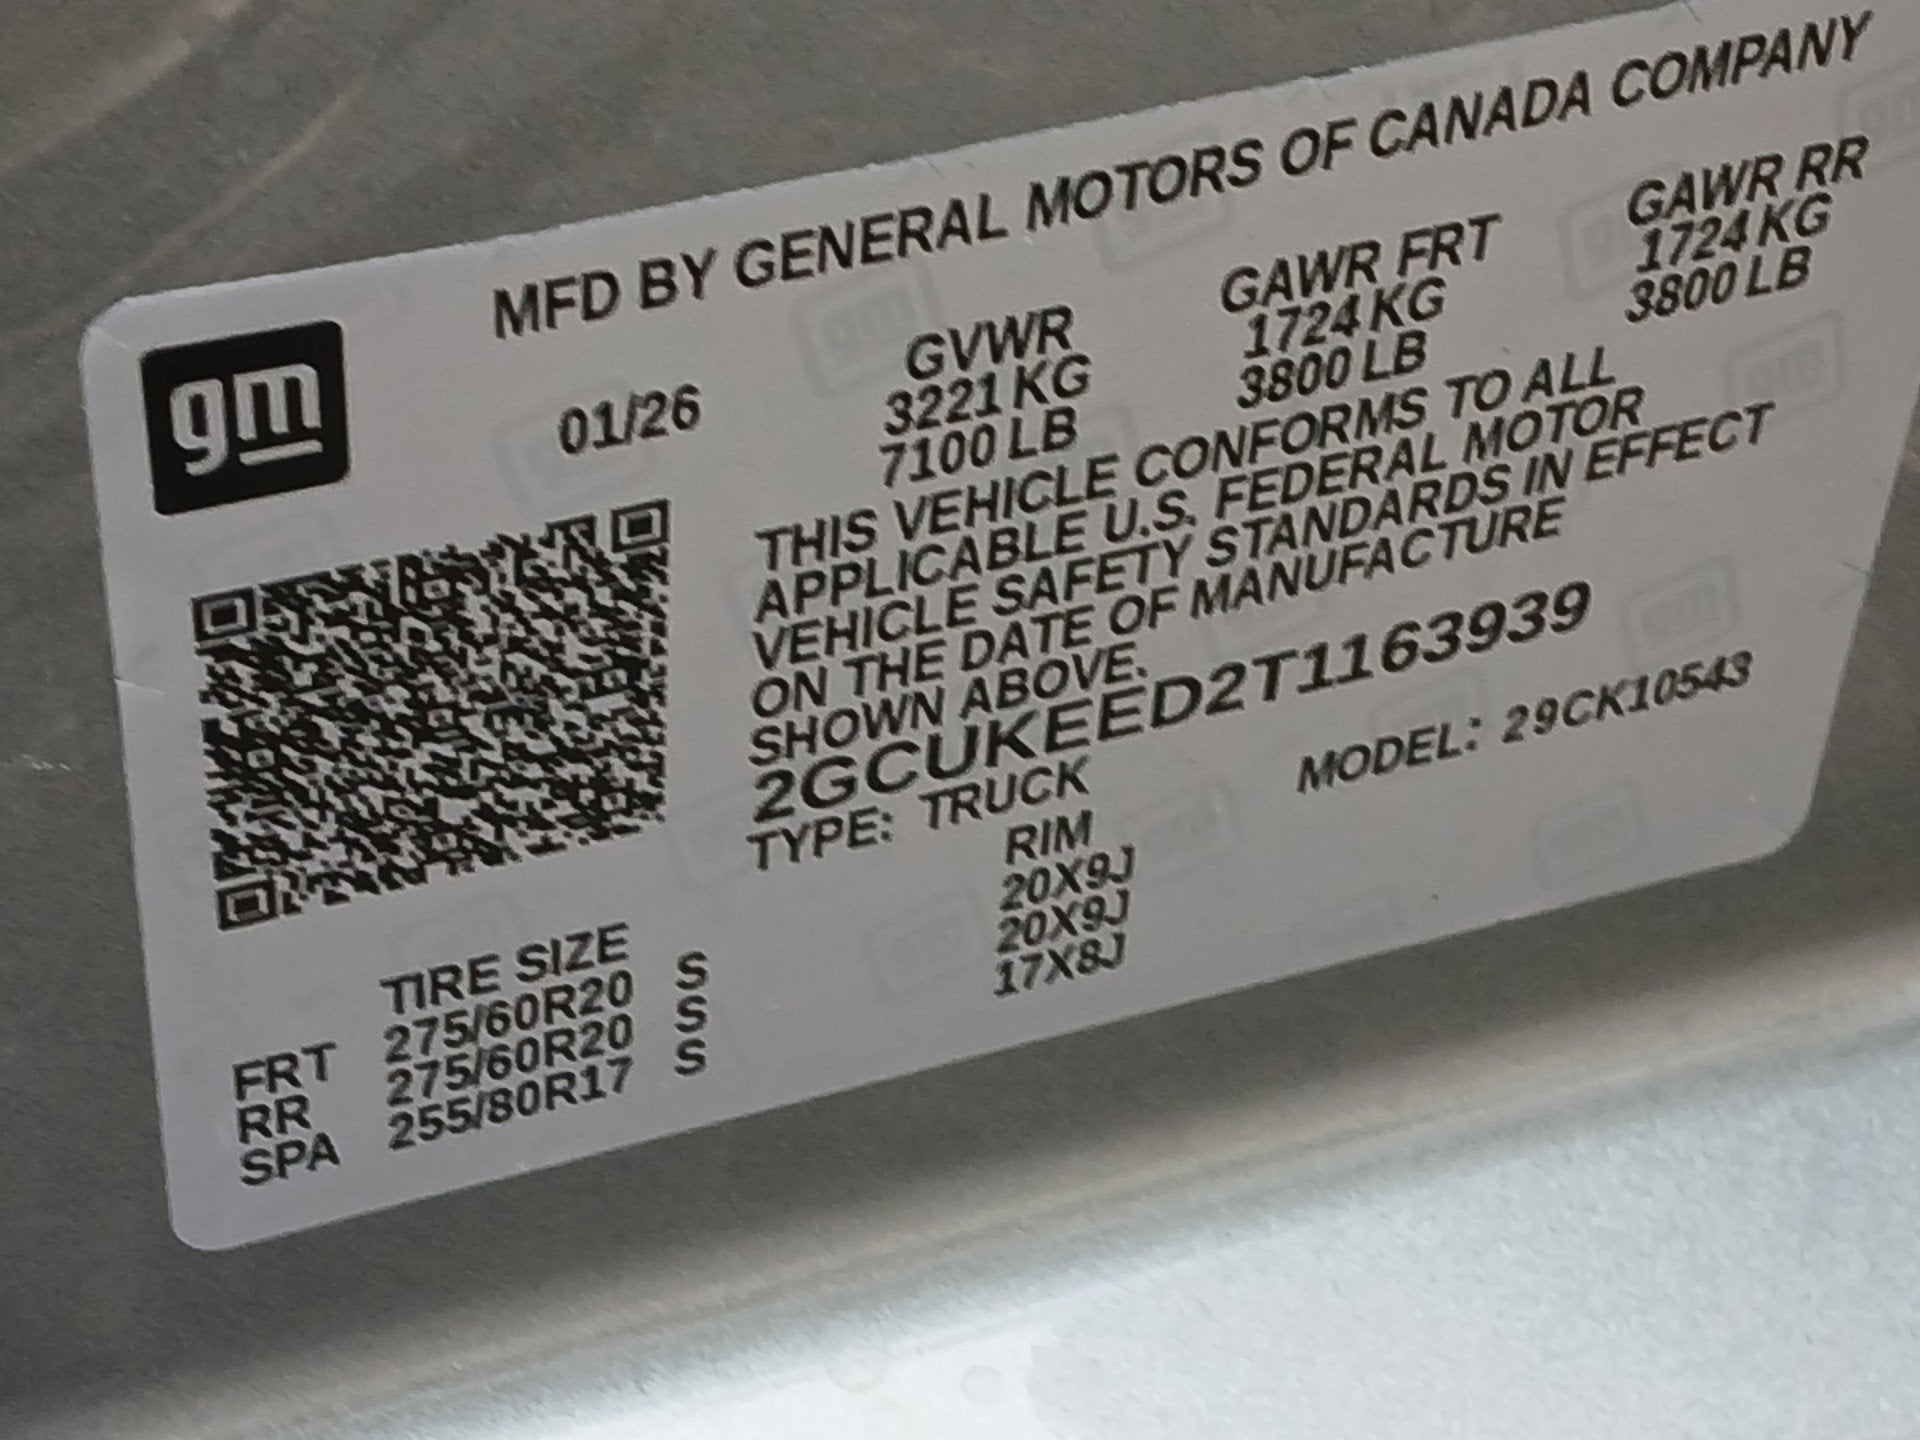 MFD BY GENERAL MOTORS OF CANADA COMPANY
gm
01/26
GVWR
3221 KG
7100 LB
GAWR FRT
1724 KG
3800 LB
GAWR RR
1724 KG
3800 LB
THIS VEHICLE CONFORMS TO ALL
APPLICABLE U.S. FEDERAL MOTOR
VEHICLE SAFETY STANDARDS IN EFFECT
ON THE DATE OF MANUFACTURE
SHOWN ABOVE.
2GCUKEED2T1163939
TYPE: TRUCK
MODEL: 29CK10543
TIRE SIZE
RIM
FRT 275/60R20 S 20X9J
RR 275/60R20 S 20X9J
SPA 255/80R17 S 17X8J